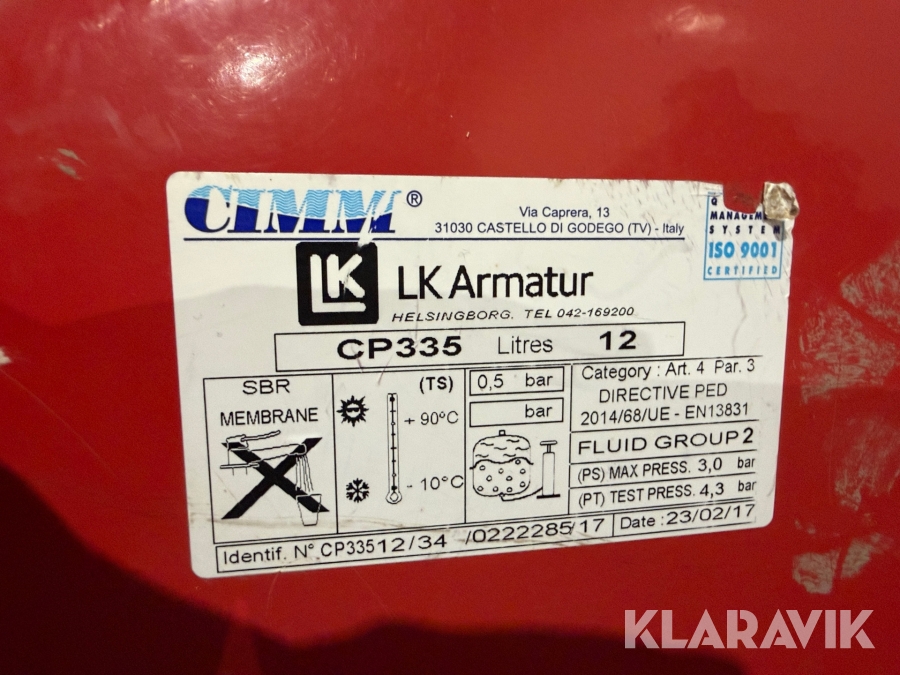 CIMM ®
Via Caprera, 13
31030 CASTELLO DI GODEGO (TV) - Italy
Q
MANAGEM
SYSTEM
ISO 9001
CERTIFIED
LK LK Armatur
HELSINGBORG. TEL 042-169200
CP335 Litres 12
SBR
MEMBRANE
(TS)
+ 90°C
- 10°C
0,5 bar
bar
Category : Art. 4 Par. 3
DIRECTIVE PED
2014/68/UE - EN13831
FLUID GROUP 2
(PS) MAX PRESS. 3,0 bar
(PT) TEST PRESS. 4,3 bar
Identif. N° CP33512/34 /0222285/17
Date : 23/02/17
KLARAVIK